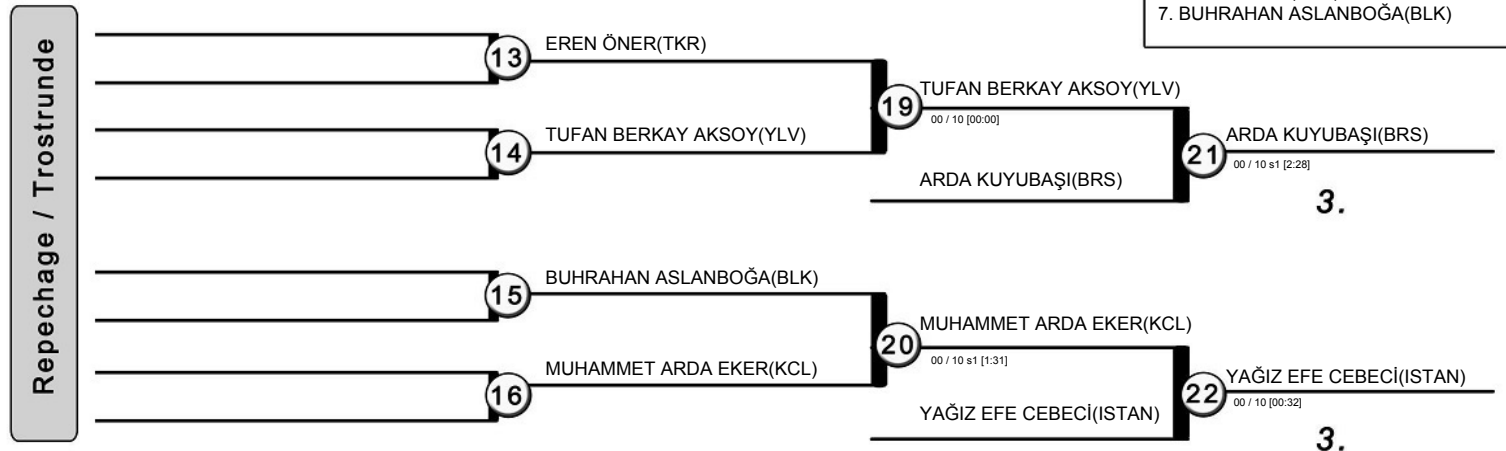 7. BUHRAHAN ASLANBOĞA(BLK)
Repechage / Trostrunde
13
EREN ÖNER(TKR)
14
TUFAN BERKAY AKSOY(YLV)
19
TUFAN BERKAY AKSOY(YLV)
00 / 10 [00:00]
ARDA KUYUBAŞI(BRS)
21
ARDA KUYUBAŞI(BRS)
00 / 10 s1 [2:28]
3.
15
BUHRAHAN ASLANBOĞA(BLK)
16
MUHAMMET ARDA EKER(KCL)
20
MUHAMMET ARDA EKER(KCL)
00 / 10 s1 [1:31]
YAĞIZ EFE CEBECİ(ISTAN)
22
YAĞIZ EFE CEBECİ(ISTAN)
00 / 10 [00:32]
3.